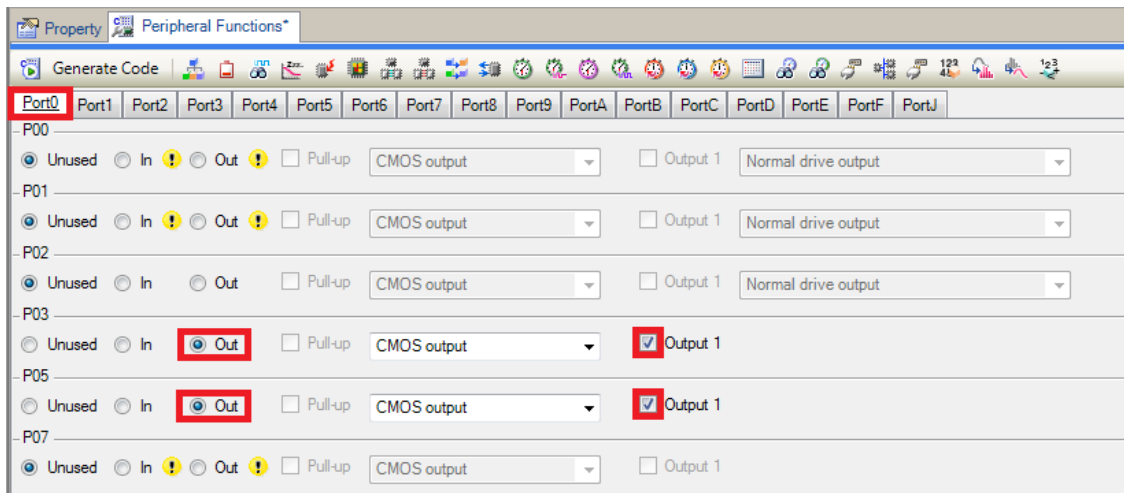 Property Peripheral Functions*
Generate Code
Port0 Port1 Port2 Port3 Port4 Port5 Port6 Port7 Port8 Port9 PortA PortB PortC PortD PortE PortF PortJ
P00
Unused In Out Pull-up CMOS output Output 1 Normal drive output
P01
Unused In Out Pull-up CMOS output Output 1 Normal drive output
P02
Unused In Out Pull-up CMOS output Output 1 Normal drive output
P03
Unused In Out Pull-up CMOS output Output 1
P05
Unused In Out Pull-up CMOS output Output 1
P07
Unused In Out Pull-up CMOS output Output 1